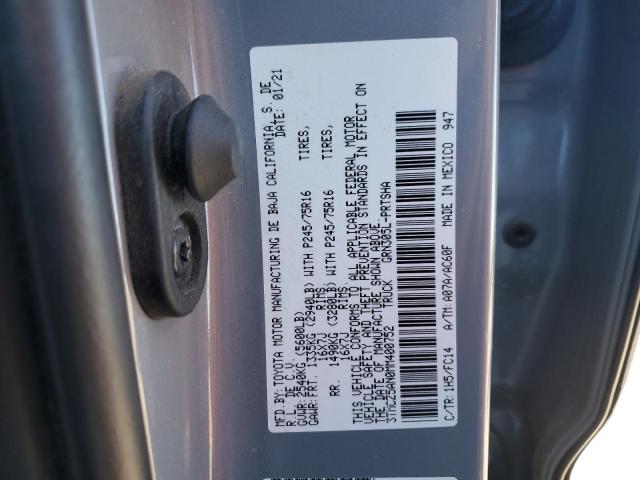 MFD.BY:TOYOTA MOTOR MANUFACTURING DE BAJA CALIFORNIA, S. DE
R.L. DE C.V. DATE: 01/21
GVWR:2540KG (5600LB)
GAWR:FRT. 1335KG (2940LB) WITH P245/75R16 TIRES,
16X7J RIMS,
RR. 1490KG (3280LB) WITH P245/75R16 TIRES,
16X7J RIMS.
THIS VEHICLE CONFORMS TO ALL APPLICABLE FEDERAL MOTOR
VEHICLE SAFETY AND THEFT PREVENTION STANDARDS IN EFFECT ON
THE DATE OF MANUFACTURE SHOWN ABOVE.
3TMCZ5AN0MM400752 TRUCK GRN305L-PRTSHA
C/TR:1H5/FC14 A/TM:A07A/AC60F MADE IN MEXICO 947